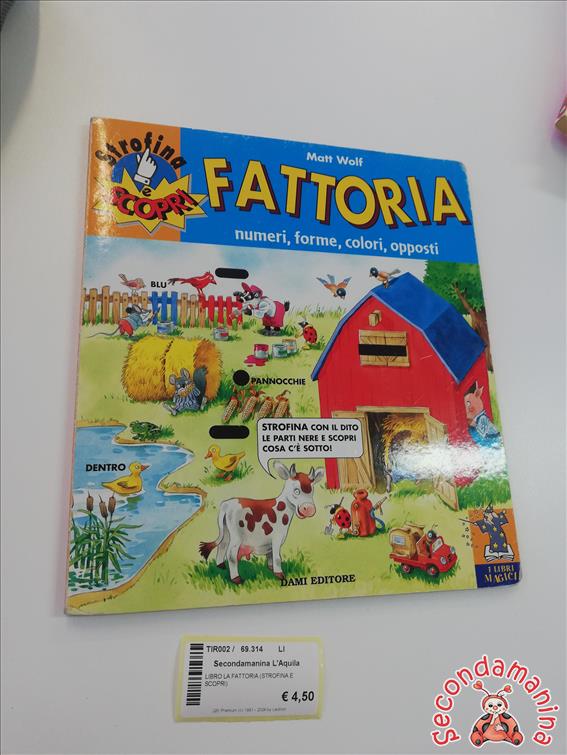 Strofina
e
SCOPRI
Matt Wolf
FATTORIA
numeri, forme, colori, opposti
BLU
PANNOCCHIE
STROFINA CON IL DITO
LE PARTI NERE E SCOPRI
COSA C'È SOTTO!
DENTRO
DAMI EDITORE
I LIBRI
MAGICI
TIR002 / 69.314 LI
Secondamanina L'Aquila
LIBRO LA FATTORIA (STROFINA E
SCOPRI)
€ 4,50
Secondamanina